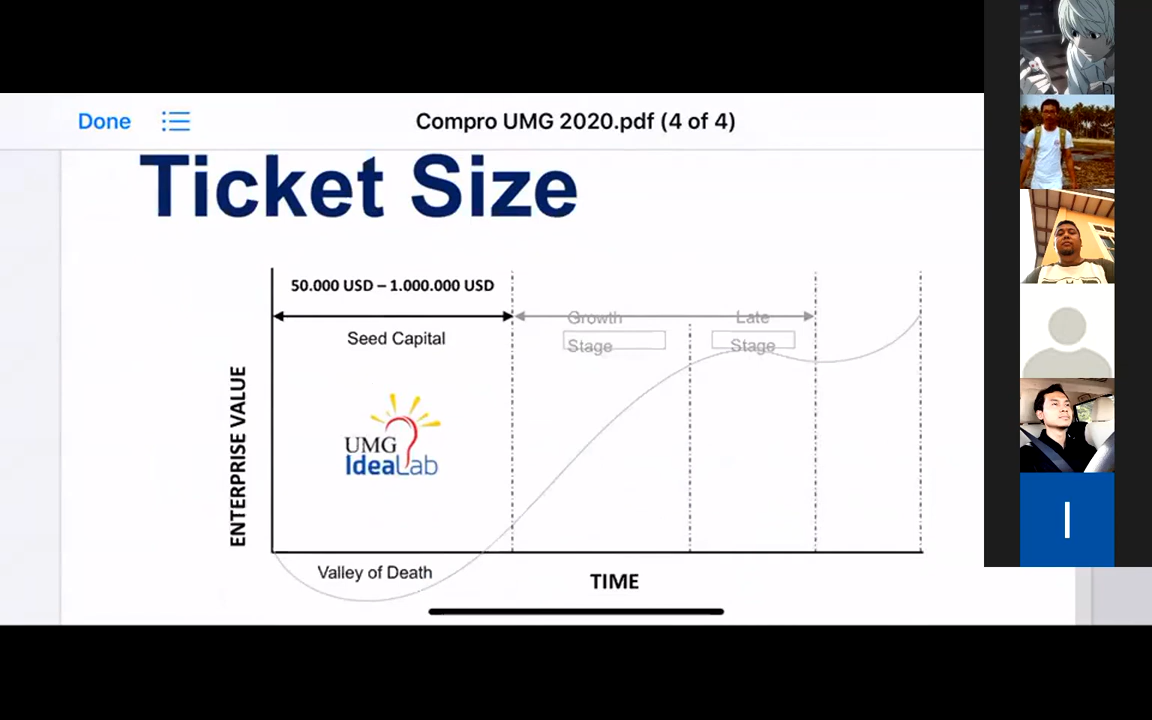 Done
Compro UMG 2020.pdf (4 of 4)
Ticket Size
50.000 USD – 1.000.000 USD
Seed Capital
Growth
Stage
Late
Stage
UMG
IdeaLab
ENTERPRISE VALUE
Valley of Death
TIME
I